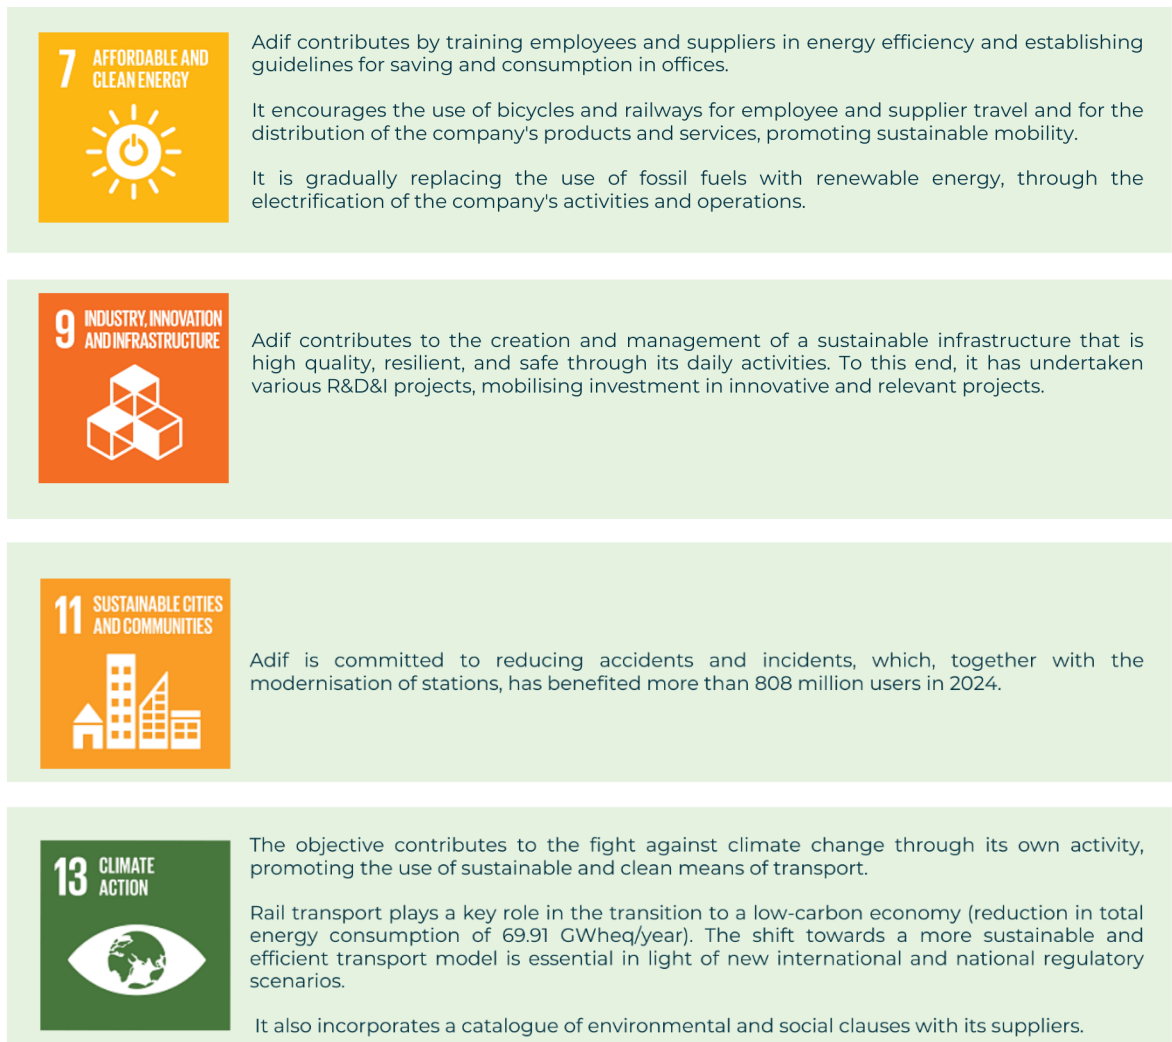 7 AFFORDABLE AND
CLEAN ENERGY
Adif contributes by training employees and suppliers in energy efficiency and establishing
guidelines for saving and consumption in offices.
It encourages the use of bicycles and railways for employee and supplier travel and for the
distribution of the company's products and services, promoting sustainable mobility.
It is gradually replacing the use of fossil fuels with renewable energy, through the
electrification of the company's activities and operations.
9 INDUSTRY, INNOVATION
AND INFRASTRUCTURE
Adif contributes to the creation and management of a sustainable infrastructure that is
high quality, resilient, and safe through its daily activities. To this end, it has undertaken
various R&D&I projects, mobilising investment in innovative and relevant projects.
11 SUSTAINABLE CITIES
AND COMMUNITIES
Adif is committed to reducing accidents and incidents, which, together with the
modernisation of stations, has benefited more than 808 million users in 2024.
13 CLIMATE
ACTION
The objective contributes to the fight against climate change through its own activity,
promoting the use of sustainable and clean means of transport.
Rail transport plays a key role in the transition to a low-carbon economy (reduction in total
energy consumption of 69.91 GWheq/year). The shift towards a more sustainable and
efficient transport model is essential in light of new international and national regulatory
scenarios.
It also incorporates a catalogue of environmental and social clauses with its suppliers.